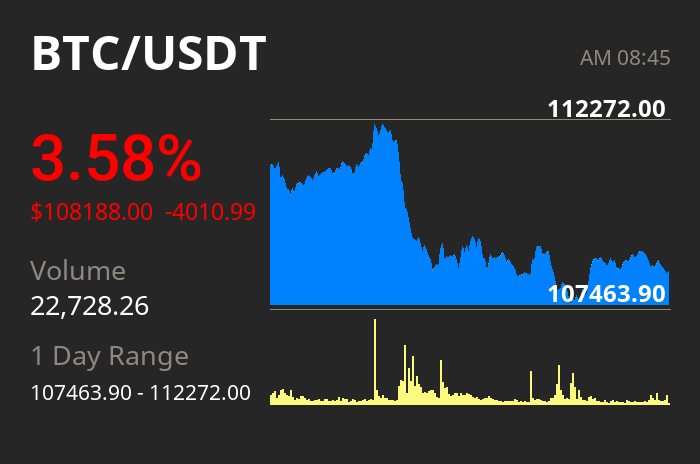 BTC/USDT
AM 08:45
112272.00
3.58%
$108188.00 -4010.99
Volume
22,728.26
107463.90
1 Day Range
107463.90 - 112272.00